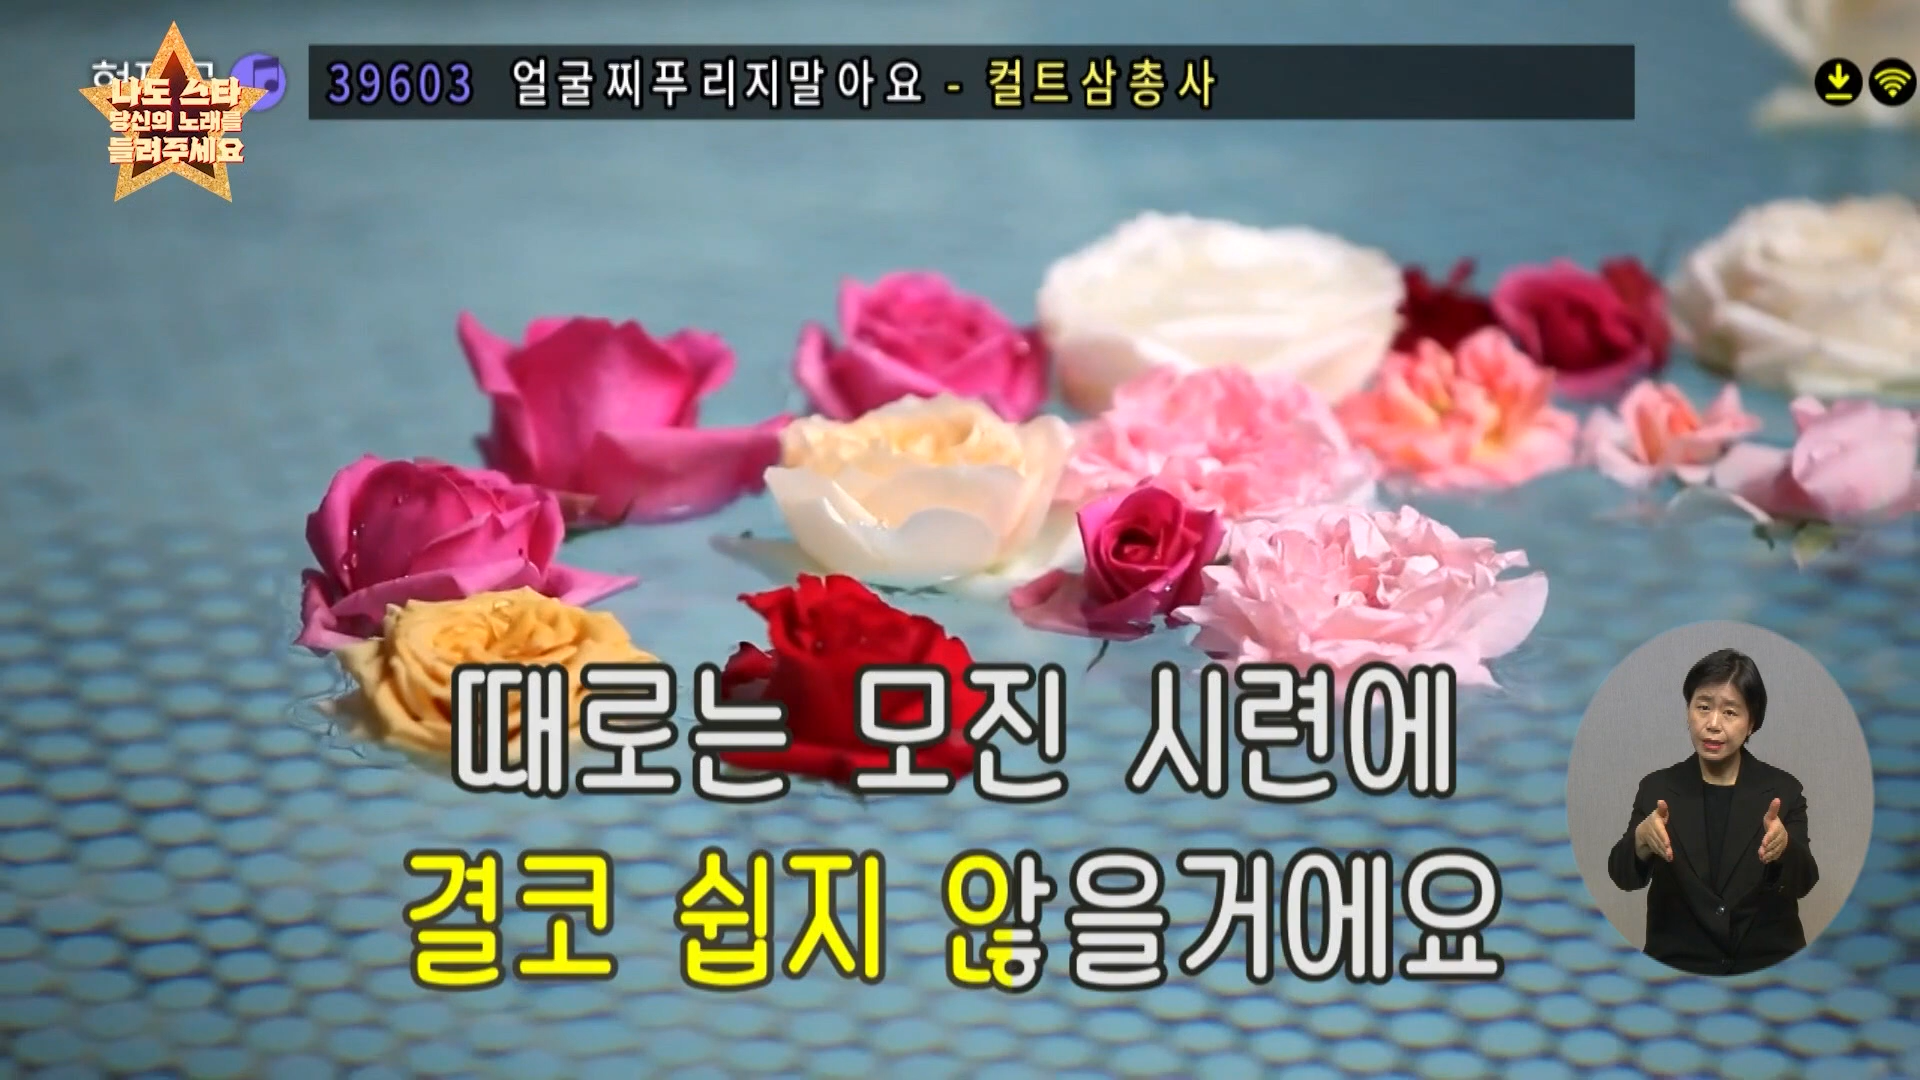 나도 스타
당신의 노래를
들려주세요
39603 얼굴찌푸리지말아요 - 컬트삼총사
때로는 모진 시련에
결코 쉽지 않을거에요